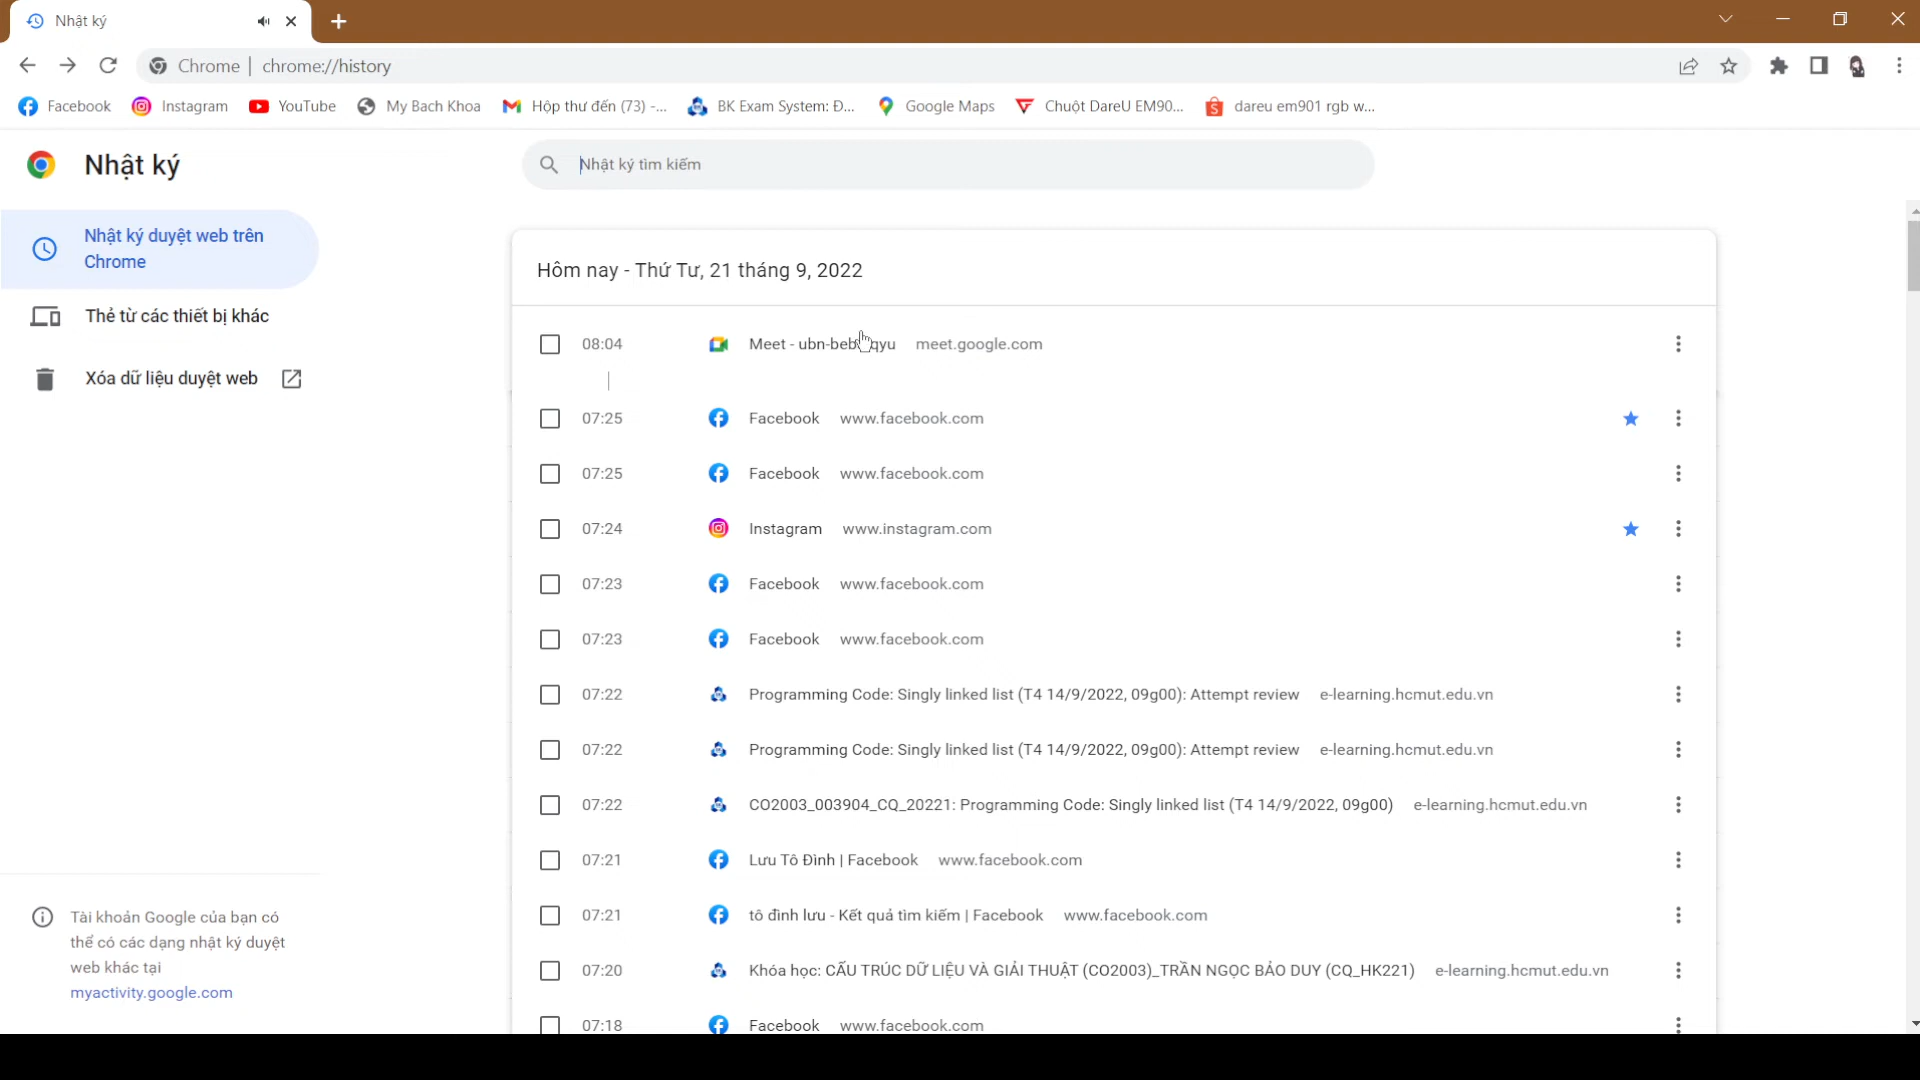 Nhật ký
Chrome | chrome://history
Facebook Instagram YouTube My Bach Khoa Hộp thư đến (73) -... BK Exam System: Đ... Google Maps Chuột DareU EM90... dareu em901 rgb w...
Nhật ký
Nhật ký tìm kiếm
Nhật ký duyệt web trên
Chrome
Thẻ từ các thiết bị khác
Xóa dữ liệu duyệt web
Tài khoản Google của bạn có
thể có các dạng nhật ký duyệt
web khác tại
myactivity.google.com
Hôm nay - Thứ Tư, 21 tháng 9, 2022
08:04 Meet - meet.google.com
07:25 Facebook www.facebook.com
07:25 Facebook www.facebook.com
07:24 Instagram www.instagram.com
07:23 Facebook www.facebook.com
07:23 Facebook www.facebook.com
07:22 Programming Code: Singly linked list (T4 14/9/2022, 09g00): Attempt review e-learning.hcmut.edu.vn
07:22 Programming Code: Singly linked list (T4 14/9/2022, 09g00): Attempt review e-learning.hcmut.edu.vn
07:22 CO2003_003904_CQ_20221: Programming Code: Singly linked list (T4 14/9/2022, 09g00) e-learning.hcmut.edu.vn
07:21 Lưu Tô Đình | Facebook www.facebook.com
07:21 tô đình lưu - Kết quả tìm kiếm | Facebook www.facebook.com
07:20 Khóa học: CẤU TRÚC DỮ LIỆU VÀ GIẢI THUẬT (CO2003)_TRẦN NGỌC BẢO DUY (CQ_HK221) e-learning.hcmut.edu.vn
07:18 Facebook www.facebook.com